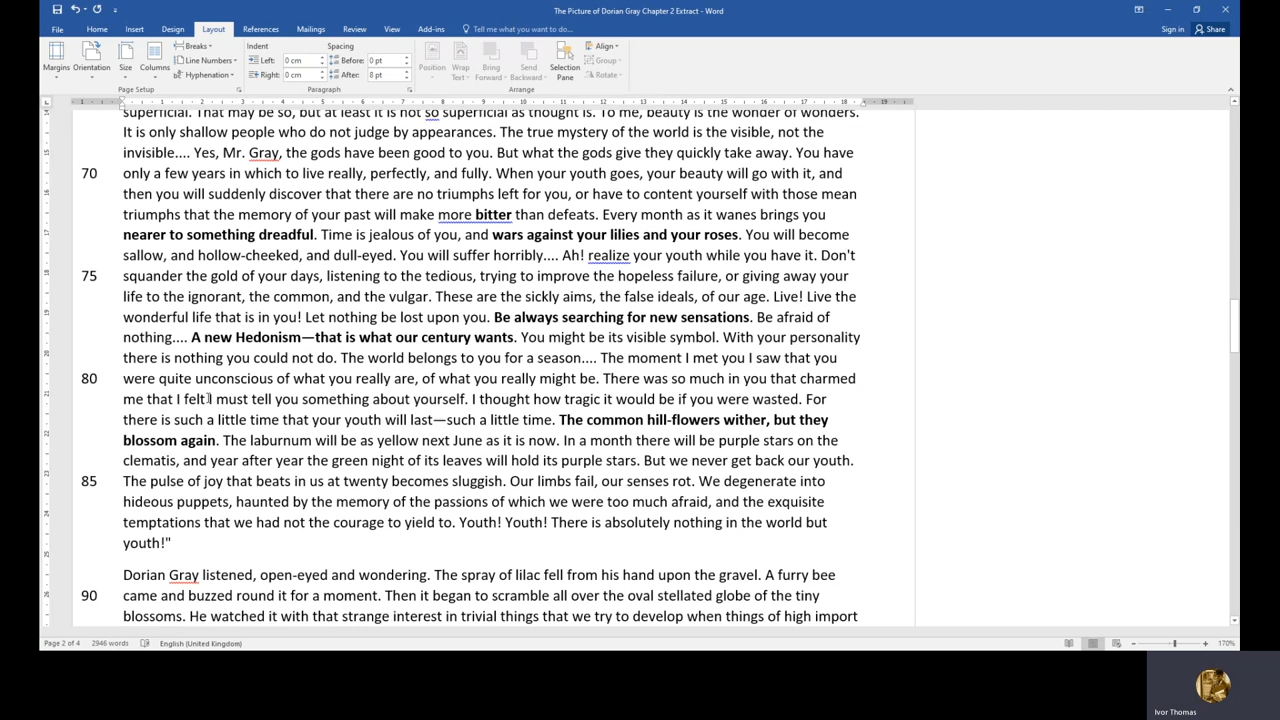 The Picture of Dorian Gray Chapter 2 Extract - Word
File Home Insert Design Layout References Mailings Review View Add-ins Tell me what you want to do... Sign in Share
Breaks Indent Spacing Align
Line Numbers Left: 0 cm Before: 0 pt Group
Margins Orientation Size Columns Hyphenation Right: 0 cm After: 8 pt Position Wrap Text Bring Forward Send Backward Selection Pane Rotate
Page Setup Paragraph Arrange
superficial. That may be so, but at least it is not so superficial as thought is. To me, beauty is the wonder of wonders.
It is only shallow people who do not judge by appearances. The true mystery of the world is the visible, not the
invisible.... Yes, Mr. Gray, the gods have been good to you. But what the gods give they quickly take away. You have
70 only a few years in which to live really, perfectly, and fully. When your youth goes, your beauty will go with it, and
then you will suddenly discover that there are no triumphs left for you, or have to content yourself with those mean
triumphs that the memory of your past will make more bitter than defeats. Every month as it wanes brings you
nearer to something dreadful. Time is jealous of you, and wars against your lilies and your roses. You will become
sallow, and hollow-cheeked, and dull-eyed. You will suffer horribly.... Ah! realize your youth while you have it. Don't
75 squander the gold of your days, listening to the tedious, trying to improve the hopeless failure, or giving away your
life to the ignorant, the common, and the vulgar. These are the sickly aims, the false ideals, of our age. Live! Live the
wonderful life that is in you! Let nothing be lost upon you. Be always searching for new sensations. Be afraid of
nothing.... A new Hedonism—that is what our century wants. You might be its visible symbol. With your personality
there is nothing you could not do. The world belongs to you for a season.... The moment I met you I saw that you
80 were quite unconscious of what you really are, of what you really might be. There was so much in you that charmed
me that I felt I must tell you something about yourself. I thought how tragic it would be if you were wasted. For
there is such a little time that your youth will last—such a little time. The common hill-flowers wither, but they
blossom again. The laburnum will be as yellow next June as it is now. In a month there will be purple stars on the
clematis, and year after year the green night of its leaves will hold its purple stars. But we never get back our youth.
85 The pulse of joy that beats in us at twenty becomes sluggish. Our limbs fail, our senses rot. We degenerate into
hideous puppets, haunted by the memory of the passions of which we were too much afraid, and the exquisite
temptations that we had not the courage to yield to. Youth! Youth! There is absolutely nothing in the world but
youth!"
Dorian Gray listened, open-eyed and wondering. The spray of lilac fell from his hand upon the gravel. A furry bee
90 came and buzzed round it for a moment. Then it began to scramble all over the oval stellated globe of the tiny
blossoms. He watched it with that strange interest in trivial things that we try to develop when things of high import
Page 2 of 4 2946 words English (United Kingdom) 170%
Ivor Thomas